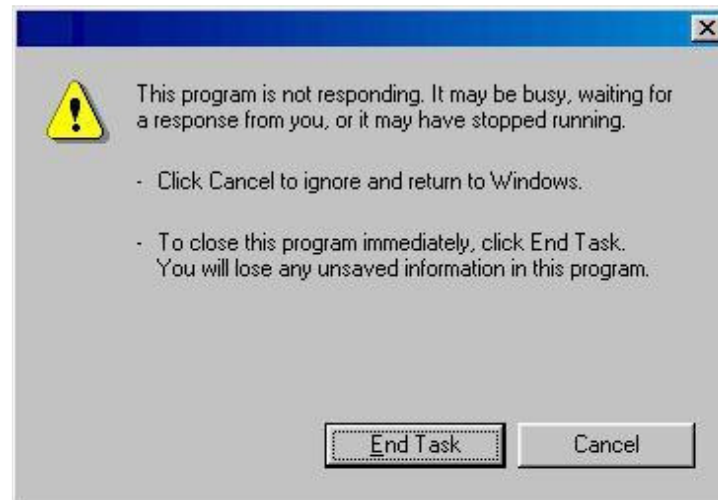 This program is not responding. It may be busy, waiting for
a response from you, or it may have stopped running.
- Click Cancel to ignore and return to Windows.
- To close this program immediately, click End Task.
You will lose any unsaved information in this program.
End Task
Cancel